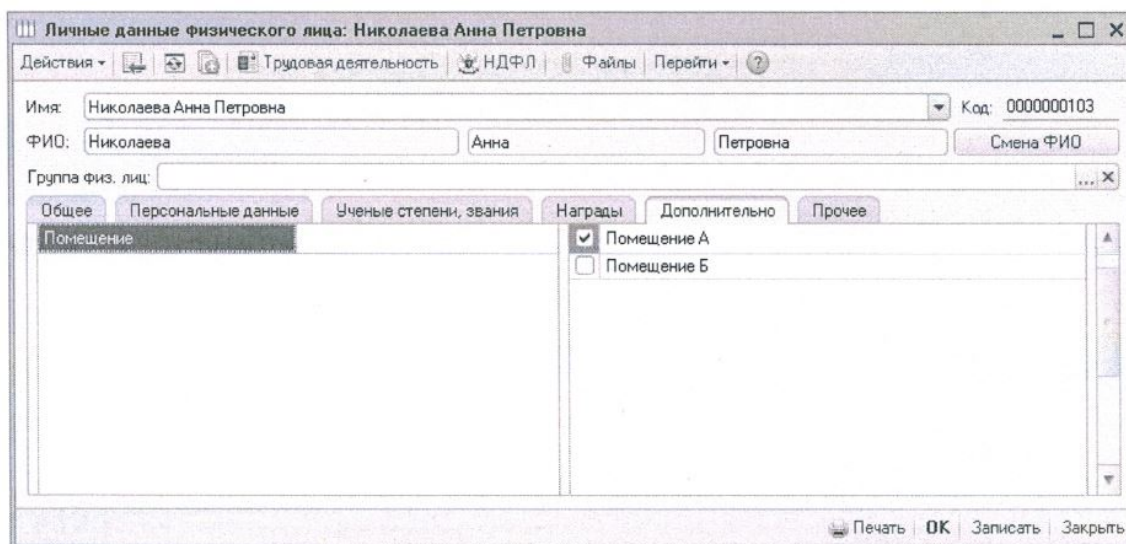 Личные данные физического лица: Николаева Анна Петровна
Действия Трудовая деятельность НДФЛ Файлы Перейти ?
Имя: Николаева Анна Петровна Код: 0000000103
ФИО: Николаева Анна Петровна Смена ФИО
Группа физ. лиц: ... X
Общее Персональные данные Ученые степени, звания Награды Дополнительно Прочее
Помещение Помещение А
Помещение Б
Печать OK Записать Закрыть